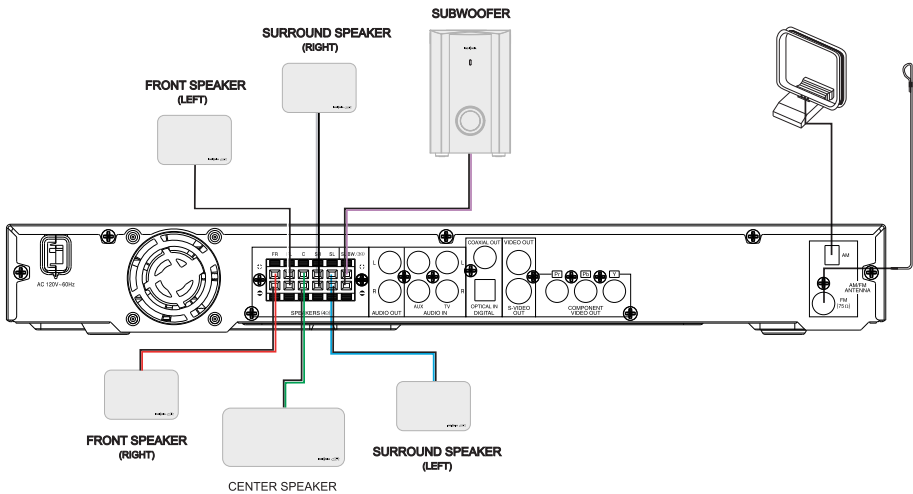 SUBWOOFER
SURROUND SPEAKER
(RIGHT)
FRONT SPEAKER
(LEFT)
FR C SR SL
COAXIAL OUT
VIDEO OUT
L
L
Pr Pb Y
AM
AC 120V~60Hz
AM/FM
ANTENNA
FM
(75Ω)
R
R
AUX TV
SPEAKERS (4Ω)
AUDIO OUT
AUDIO IN
OPTICAL IN
DIGITAL
S-VIDEO
OUT
COMPONENT
VIDEO OUT
FRONT SPEAKER
(RIGHT)
SURROUND SPEAKER
(LEFT)
CENTER SPEAKER